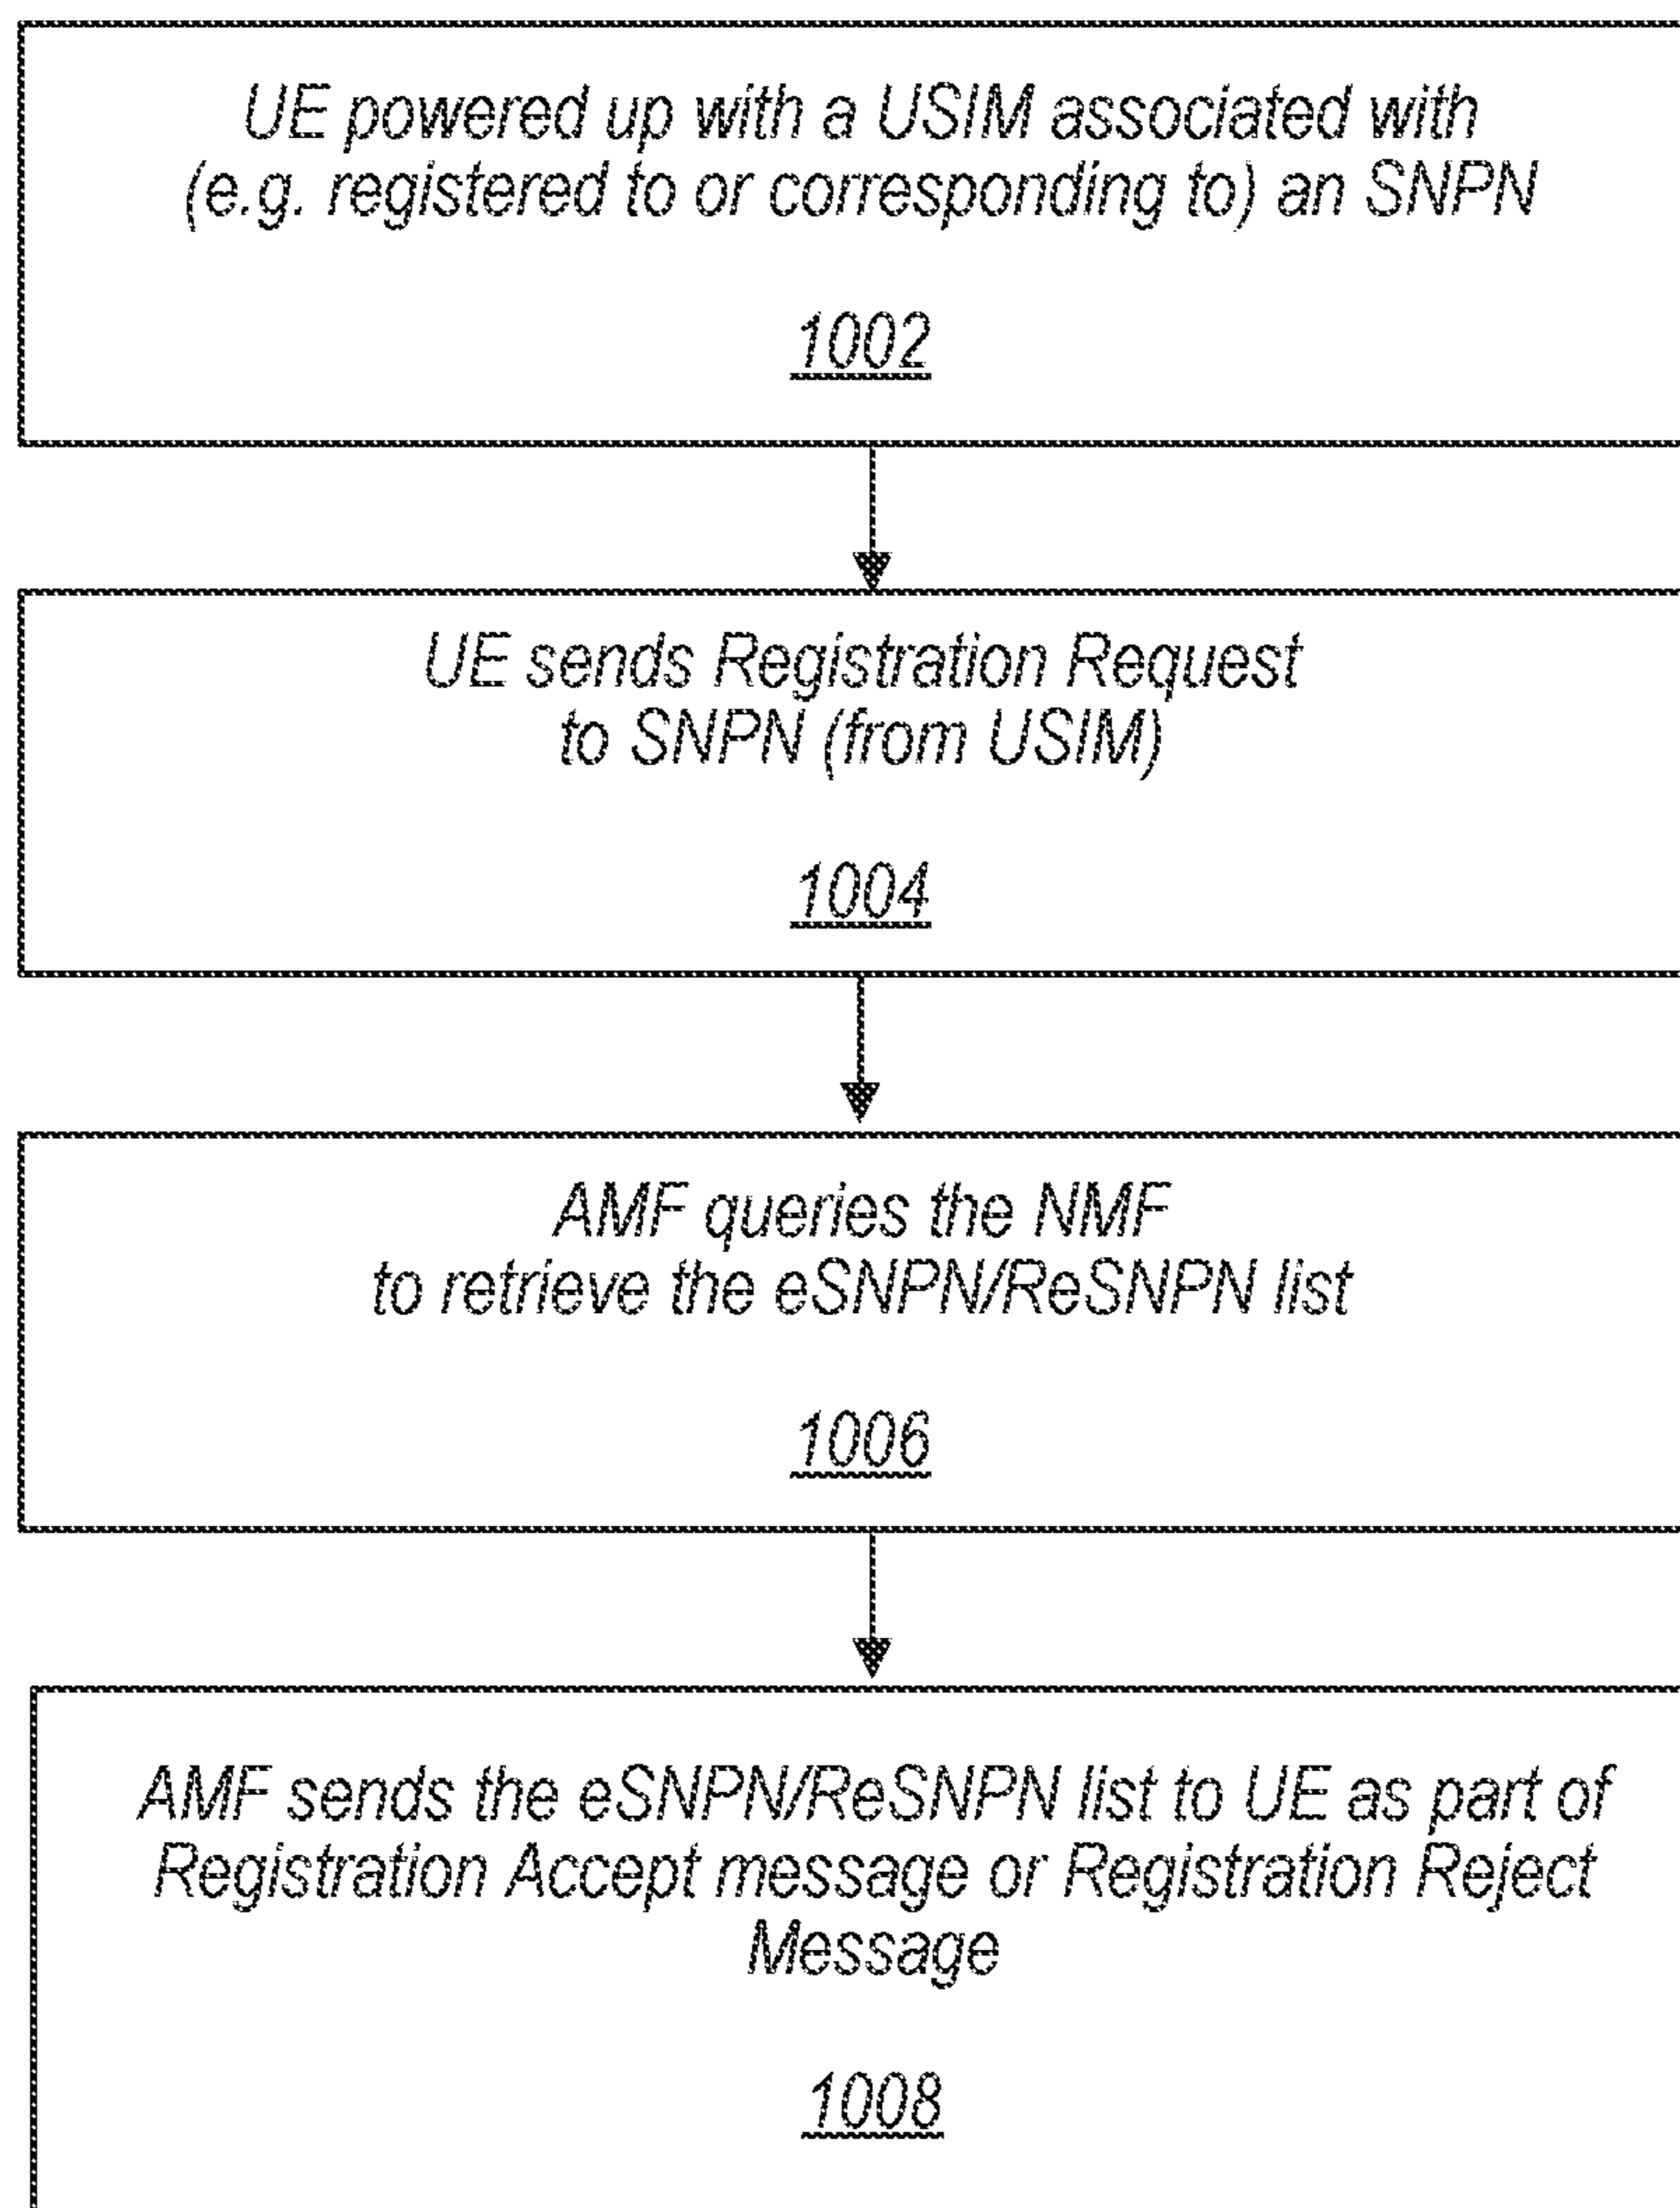 UE powered up with a USIM associated with
(e.g. registered to or corresponding to) an SNPN
1002
UE sends Registration Request
to SNPN (from USIM)
1004
AMF queries the NMF
to retrieve the eSNPN/ReSNPN list
1006
AMF sends the eSNPN/ReSNPN list to UE as part of
Registration Accept message or Registration Reject
Message
1008